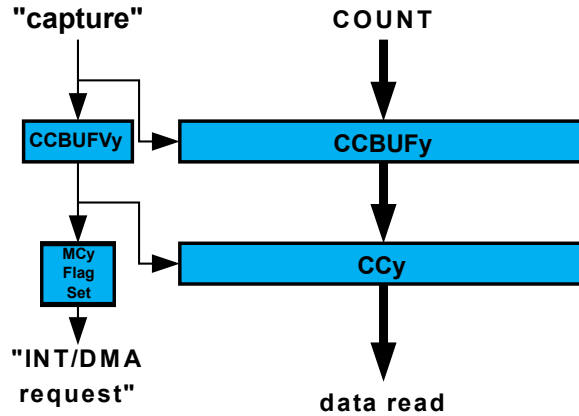 "capture"
COUNT
CCBUFVy
CCBUFy
MCy
Flag
Set
CCy
"INT/DMA
request"
data read